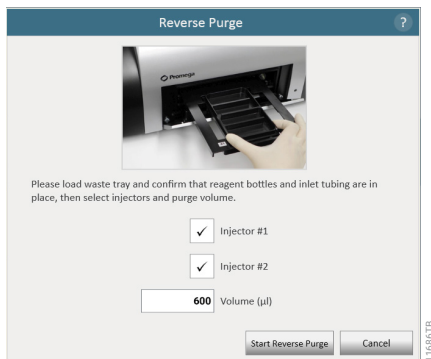 Reverse Purge
?
Promega
Please load waste tray and confirm that reagent bottles and inlet tubing are in
place, then select injectors and purge volume.
✓ Injector #1
✓ Injector #2
600 Volume (µl)
Start Reverse Purge Cancel